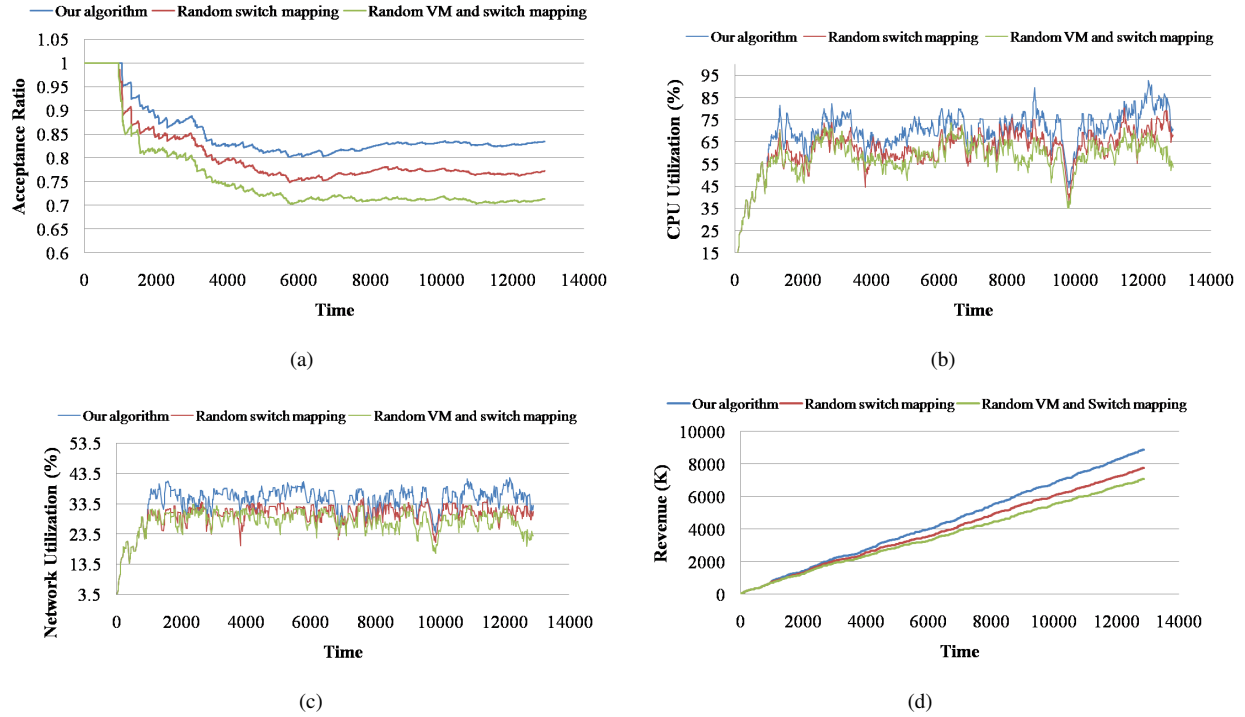 Our algorithm Random switch mapping Random VM and switch mapping
1.05
1
0.95
0.9
0.85
0.8
0.75
0.7
0.65
0.6
Acceptance Ratio
0 2000 4000 6000 8000 10000 12000 14000
Time
(a)
Our algorithm Random switch mapping Random VM and switch mapping
95
85
75
65
55
45
35
25
15
CPU Utilization (%)
0 2000 4000 6000 8000 10000 12000 14000
Time
(b)
Our algorithm Random switch mapping Random VM and switch mapping
53.5
43.5
33.5
23.5
13.5
3.5
Network Utilization (%)
0 2000 4000 6000 8000 10000 12000 14000
Time
(c)
Our algorithm Random switch mapping Random VM and Switch mapping
10000
8000
6000
4000
2000
0
Revenue (K)
0 2000 4000 6000 8000 10000 12000 14000
Time
(d)